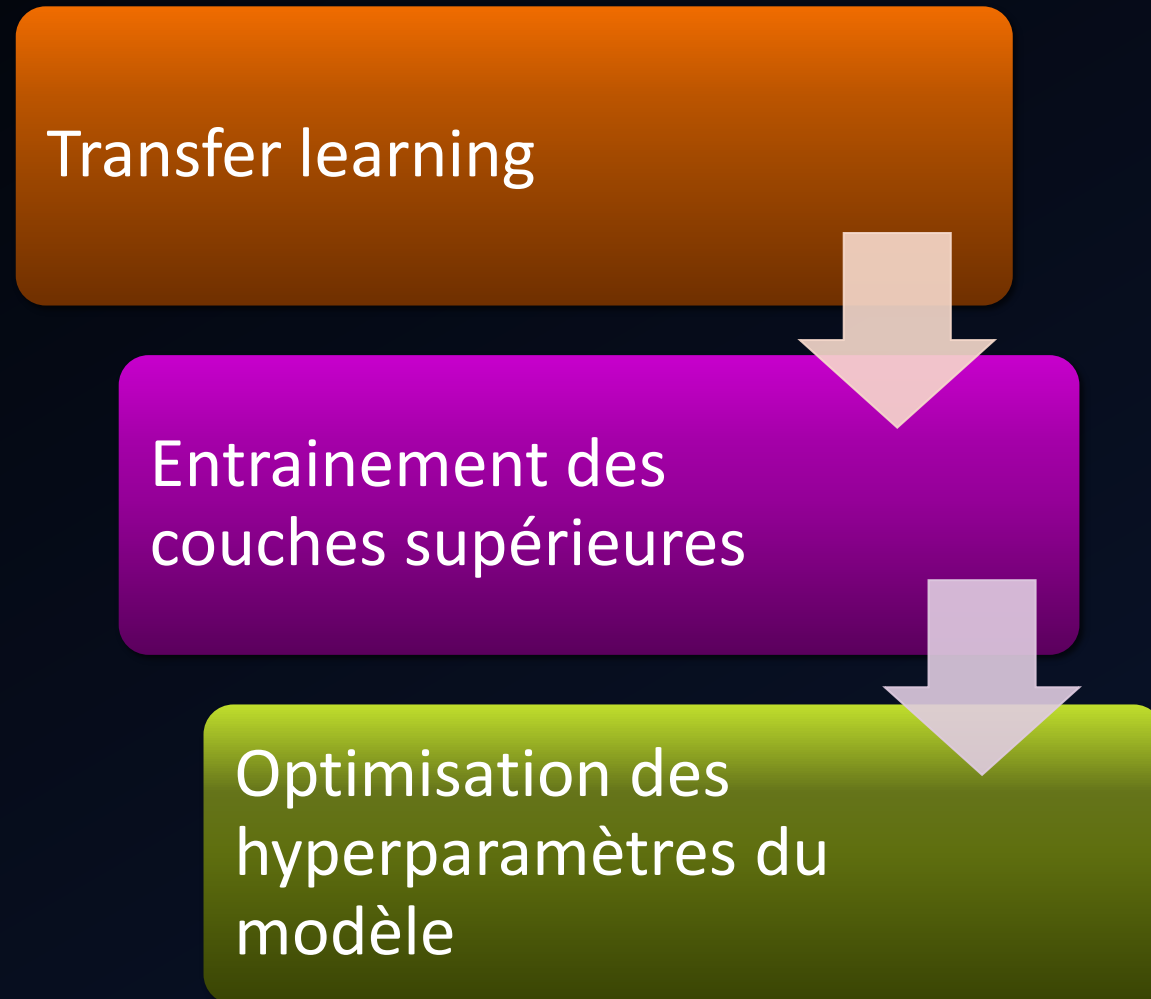 Transfer learning
Entrainement des
couches supérieures
Optimisation des
hyperparamètres du
modèle